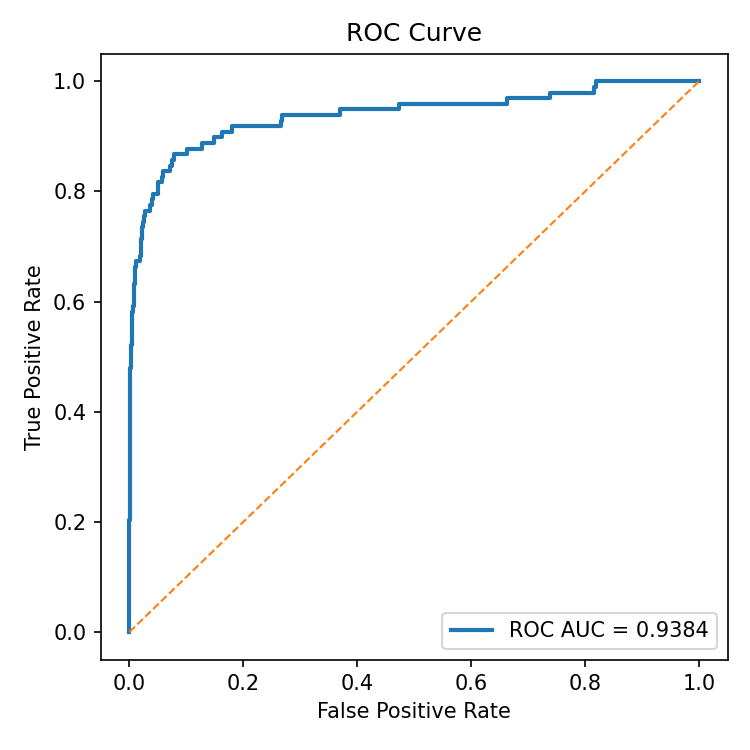 ROC Curve
1.0
0.8
0.6
0.4
0.2
0.0
True Positive Rate
ROC AUC = 0.9384
0.0 0.2 0.4 0.6 0.8 1.0
False Positive Rate